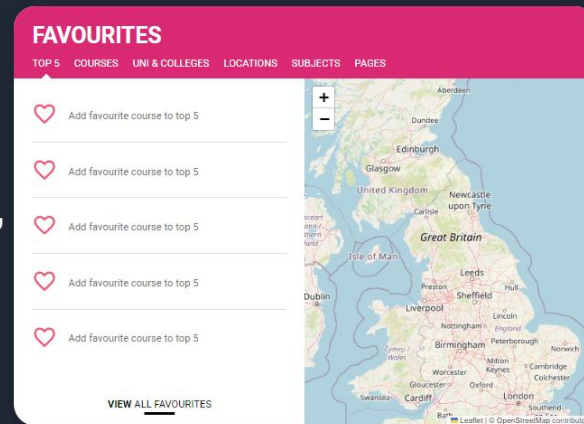 FAVOURITES
TOP 5 COURSES UNI & COLLEGES LOCATIONS SUBJECTS PAGES
Add favourite course to top 5
Add favourite course to top 5
Add favourite course to top 5
Add favourite course to top 5
Add favourite course to top 5
VIEW ALL FAVOURITES
+
−
Aberdeen
Dundee
Edinburgh
Glasgow
United Kingdom
Newcastle
upon Tyne
Carlisle
Great Britain
Isle of Man
Leeds
Preston
Hull
Dublin
Sheffield
Liverpool
Lincoln
Nottingham
England
Birmingham
Peterborough
Norwich
Cymru /
Wales
Milton
Keynes
Cambridge
Worcester
Colchester
Gloucester
Oxford
Swansea
Cardiff
London
Southend-
Bath
Leaflet | © OpenStreetMap